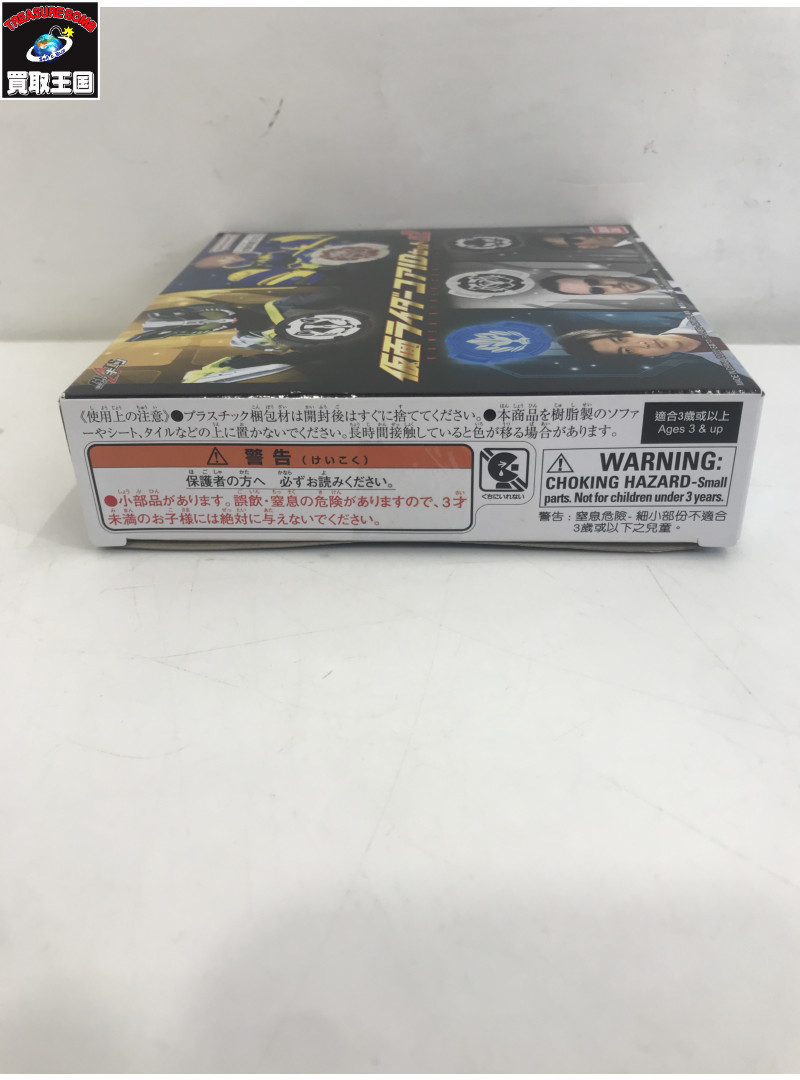 TREASURE BOMB
買取王国
仮面ライダーコアIDセット
《使用上の注意》●プラスチック梱包材は開封後はすぐに捨ててください。●本商品を樹脂製のソファ
ーやシート、タイルなどの上に置かないでください。長時間接触していると色が移る場合があります。
適合3歲或以上
Ages 3 & up
警告(けいこく)
保護者の方へ 必ずお読みください。
●小部品があります。誤飲・窒息の危険がありますので、3才
未満のお子様には絶対に与えないでください。
くちにいれない
WARNING:
CHOKING HAZARD-Small
parts. Not for children under 3 years.
警告:窒息危險-細小部份不適合
3歲或以下之兒童。